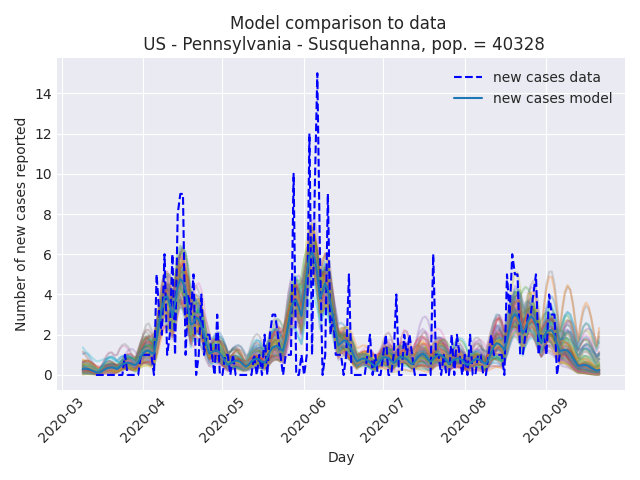 Model comparison to data
US - Pennsylvania - Susquehanna, pop. = 40328
new cases data
new cases model
Number of new cases reported
14
12
10
8
6
4
2
0
2020-03
2020-04
2020-05
2020-06
2020-07
2020-08
2020-09
Day